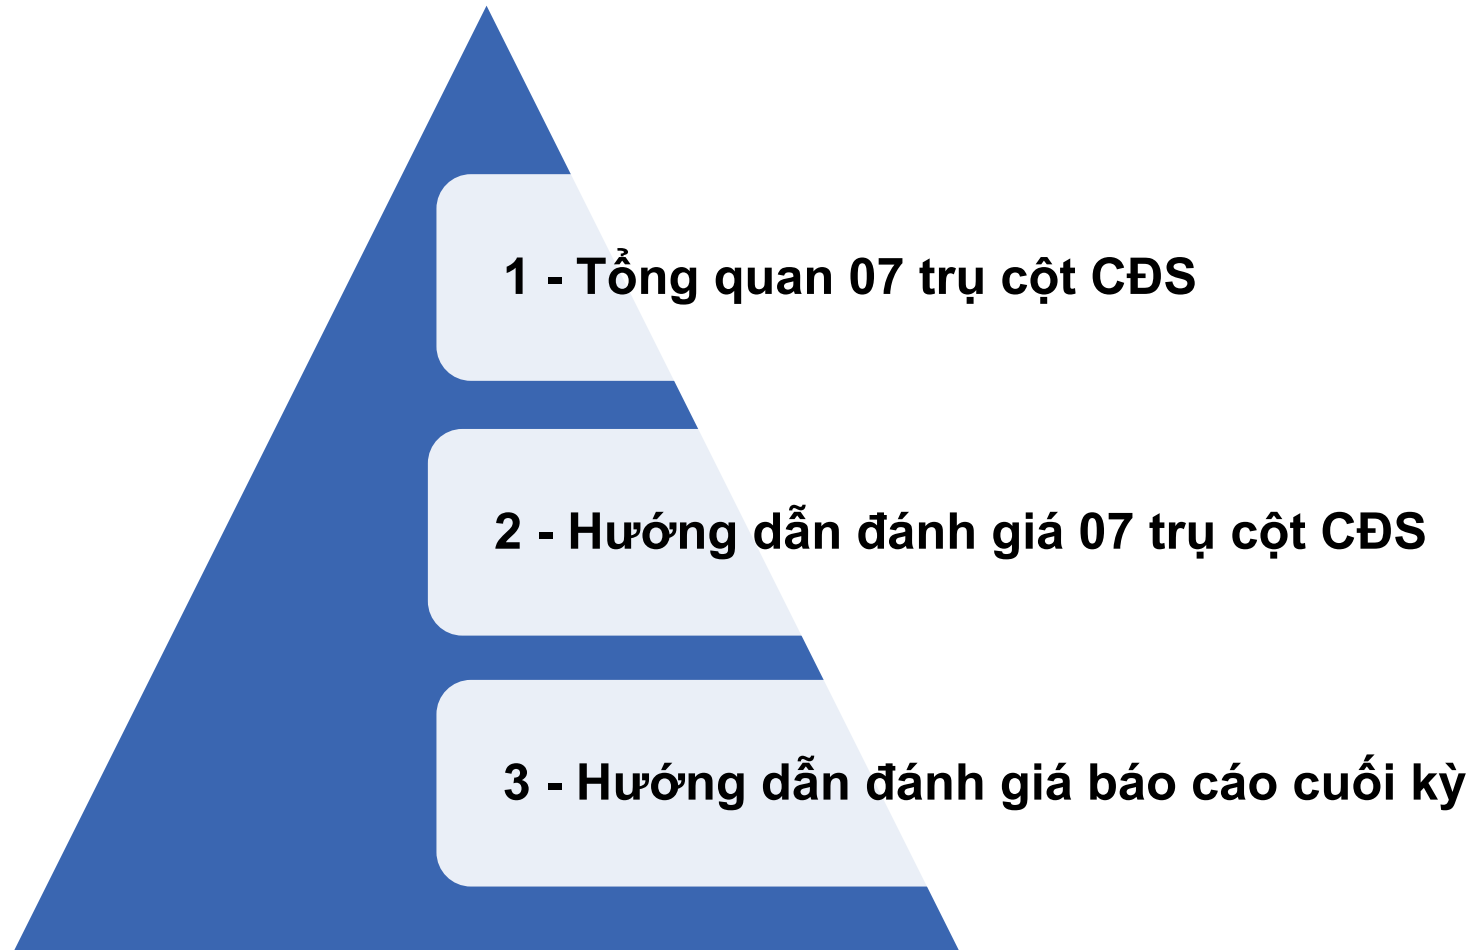 1 - Tổng quan 07 trụ cột CĐS
2 - Hướng dẫn đánh giá 07 trụ cột CĐS
3 - Hướng dẫn đánh giá báo cáo cuối kỳ